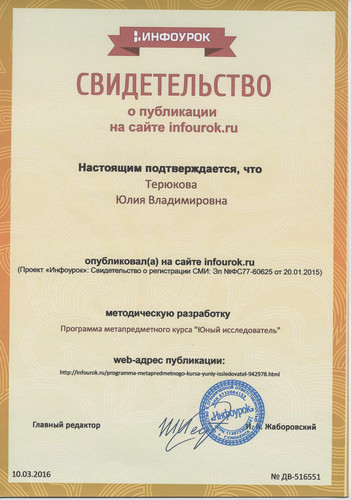 ИНФОУРОК
СВИДЕТЕЛЬСТВО
о публикации
на сайте infourok.ru
Настоящим подтверждается, что
Терюкова
Юлия Владимировна
опубликовал(а) на сайте infourok.ru
(Проект «Инфоурок»: Свидетельство о регистрации СМИ: Эл №ФС77-60625 от 20.01.2015)
методическую разработку
Программа метапредметного курса "Юный исследователь"
web-адрес публикации:
http://infourok.ru/programma-metapredmetnogo-kursa-yuniy-issledovatel-942978.html
«Инфоурок»
Главный редактор
И. В. Жаборовский
10.03.2016
№ ДВ-516551